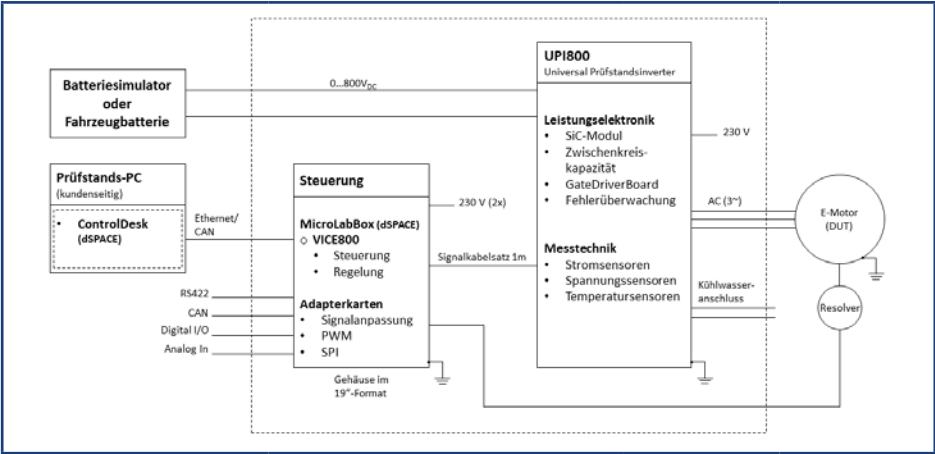 Batteriesimulator
oder
Fahrzeugbatterie
0...800VDC
UPI800
Universal Prüfstandsinverter
Leistungselektronik
• SiC-Modul
• Zwischenkreis-
kapazität
• GateDriverBoard
• Fehlerüberwachung
Messtechnik
• Stromsensoren
• Spannungssensoren
• Temperatursensoren
230 V
Prüfstands-PC
(kundenseitig)
• ControlDesk
(dSPACE)
Ethernet/
CAN
Steuerung
MicroLabBox (dSPACE)
○ VICE800
• Steuerung
• Regelung
Adapterkarten
• Signalanpassung
• PWM
• SPI
230 V (2x)
Signalkabelsatz 1m
RS422
CAN
Digital I/O
Analog In
Gehäuse im
19"-Format
AC (3~)
E-Motor
(DUT)
Kühlwasser-
anschluss
Resolver